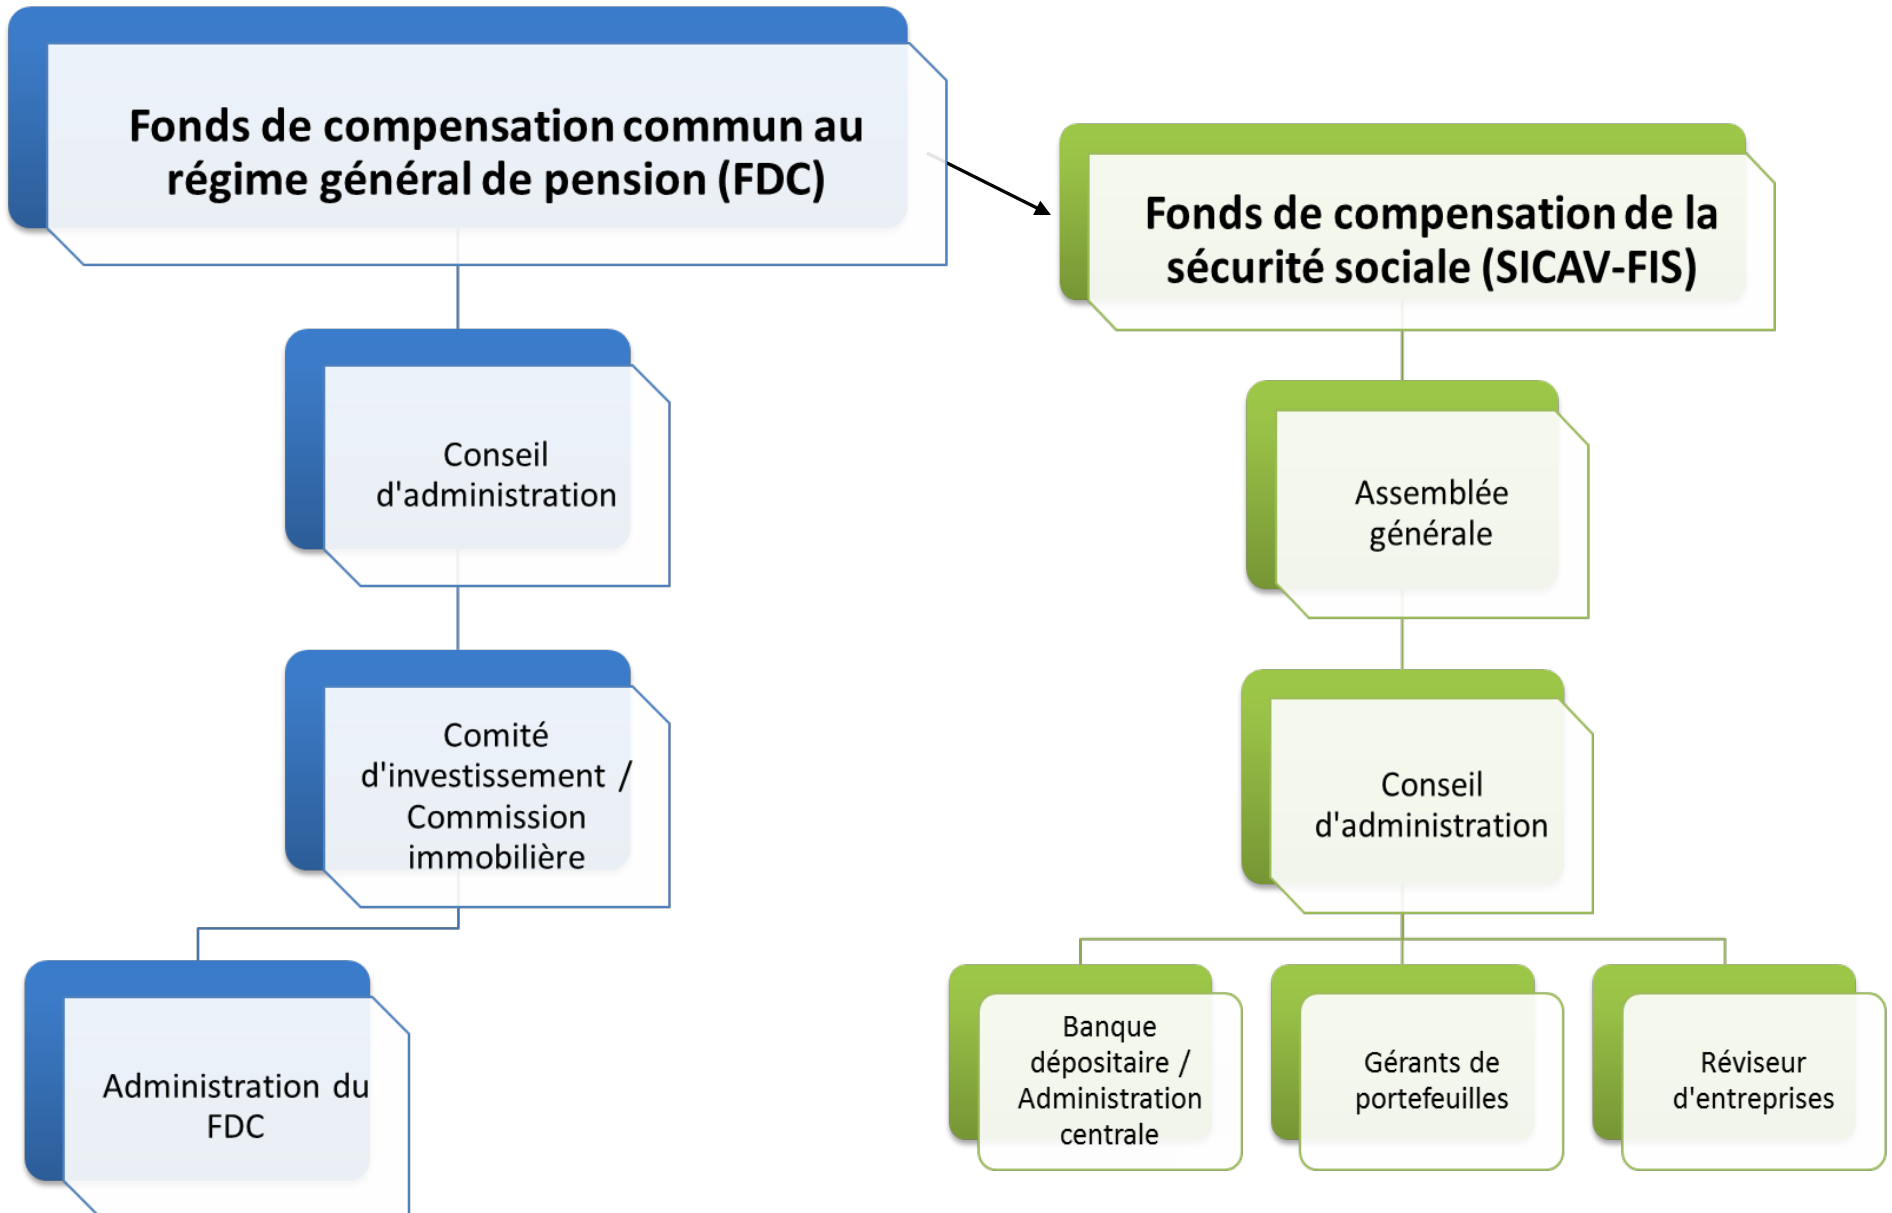 Fonds de compensation commun au
régime général de pension (FDC)
Conseil
d'administration
Comité
d'investissement /
Commission
immobilière
Administration du
FDC
Fonds de compensation de la
sécurité sociale (SICAV-FIS)
Assemblée
générale
Conseil
d'administration
Banque
dépositaire /
Administration
centrale
Gérants de
portefeuilles
Réviseur
d'entreprises